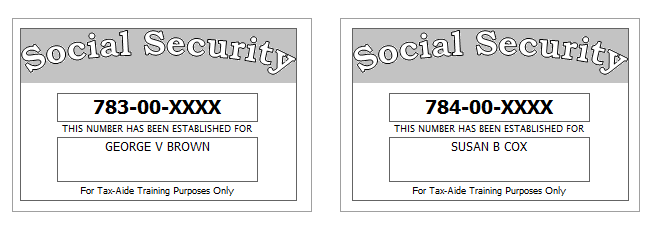 Social Security
783-00-XXXX
THIS NUMBER HAS BEEN ESTABLISHED FOR
GEORGE V BROWN
For Tax-Aide Training Purposes Only
Social Security
784-00-XXXX
THIS NUMBER HAS BEEN ESTABLISHED FOR
SUSAN B COX
For Tax-Aide Training Purposes Only